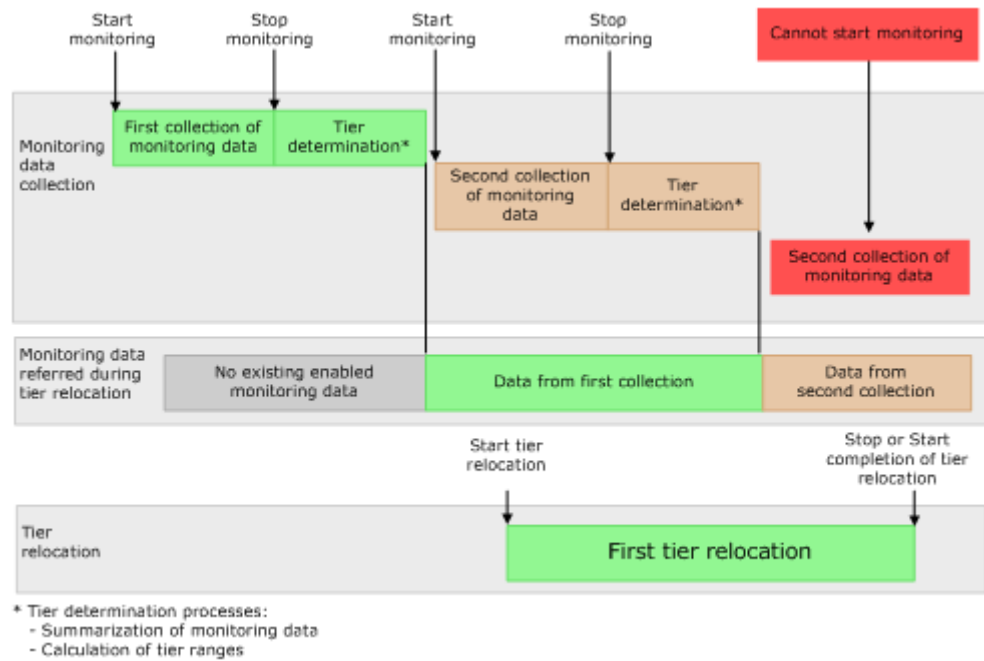 Start
monitoring
Stop
monitoring
Start
monitoring
Stop
monitoring
Cannot start monitoring
Monitoring
data
collection
First collection of
monitoring data
Tier
determination*
Second collection
of monitoring
data
Tier
determination*
Second collection of
monitoring data
Monitoring data
referred during
tier relocation
No existing enabled
monitoring data
Data from first collection
Data from
second collection
Start tier
relocation
Stop or Start
completion of tier
relocation
Tier
relocation
First tier relocation
* Tier determination processes:
- Summarization of monitoring data
- Calculation of tier ranges